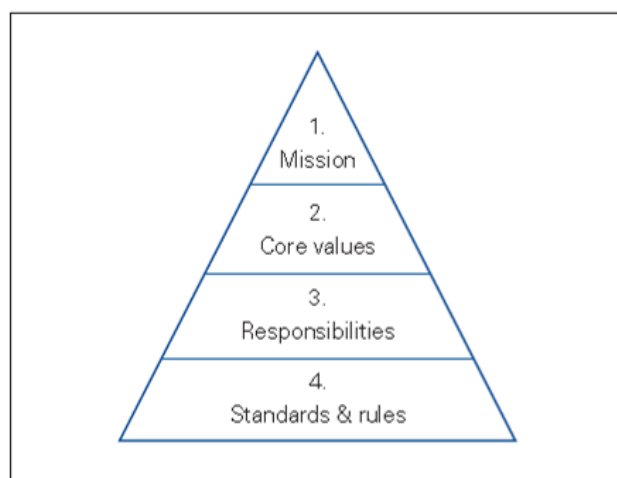 1.
Mission
2.
Core values
3.
Responsibilities
4.
Standards & rules